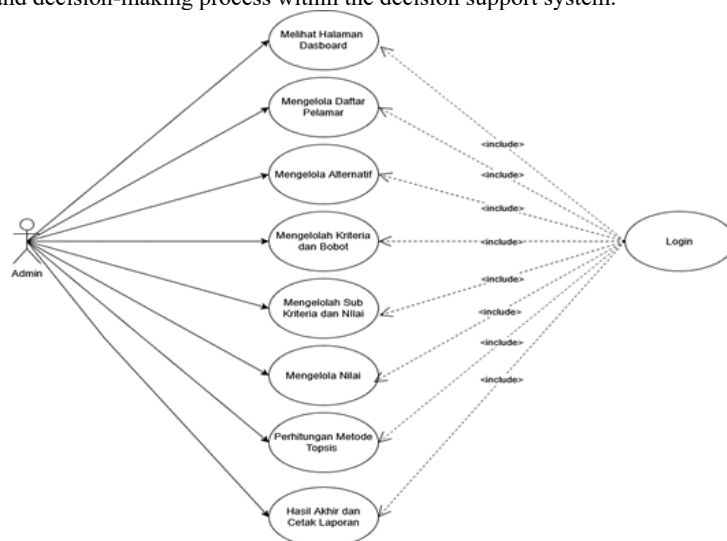 and decision-making process within the decision support system.
Melihat Halaman
Dasboard
Mengelola Daftar
Pelamar
<include>
<include>
Mengelola Alternatif
<include>
Mengelolah Kriteria
dan Bobot
<include>
Login
Admin
<include>
Mengelolah Sub
Kriteria dan NIlai
<include>
<include>
Mengelola Nilai
<include>
Perhitungan Metode
Topsis
Hasil Akhir dan
Cetak Laporan